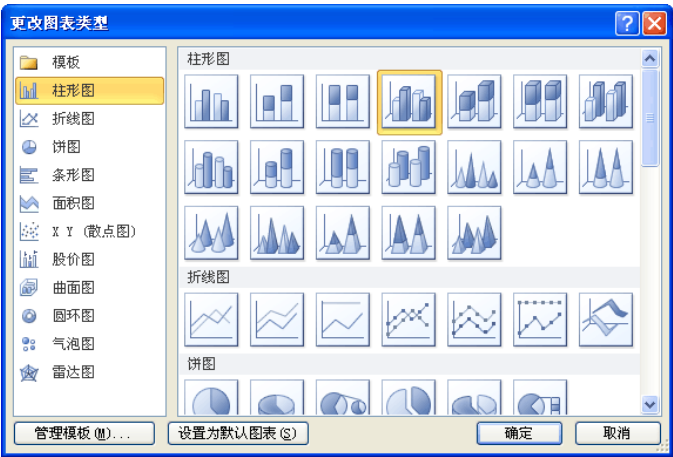 更改图表类型
模板
柱形图
折线图
饼图
条形图
面积图
X Y (散点图)
股价图
曲面图
圆环图
气泡图
雷达图
柱形图
折线图
饼图
管理模板(M)...
设置为默认图表(S)
确定
取消